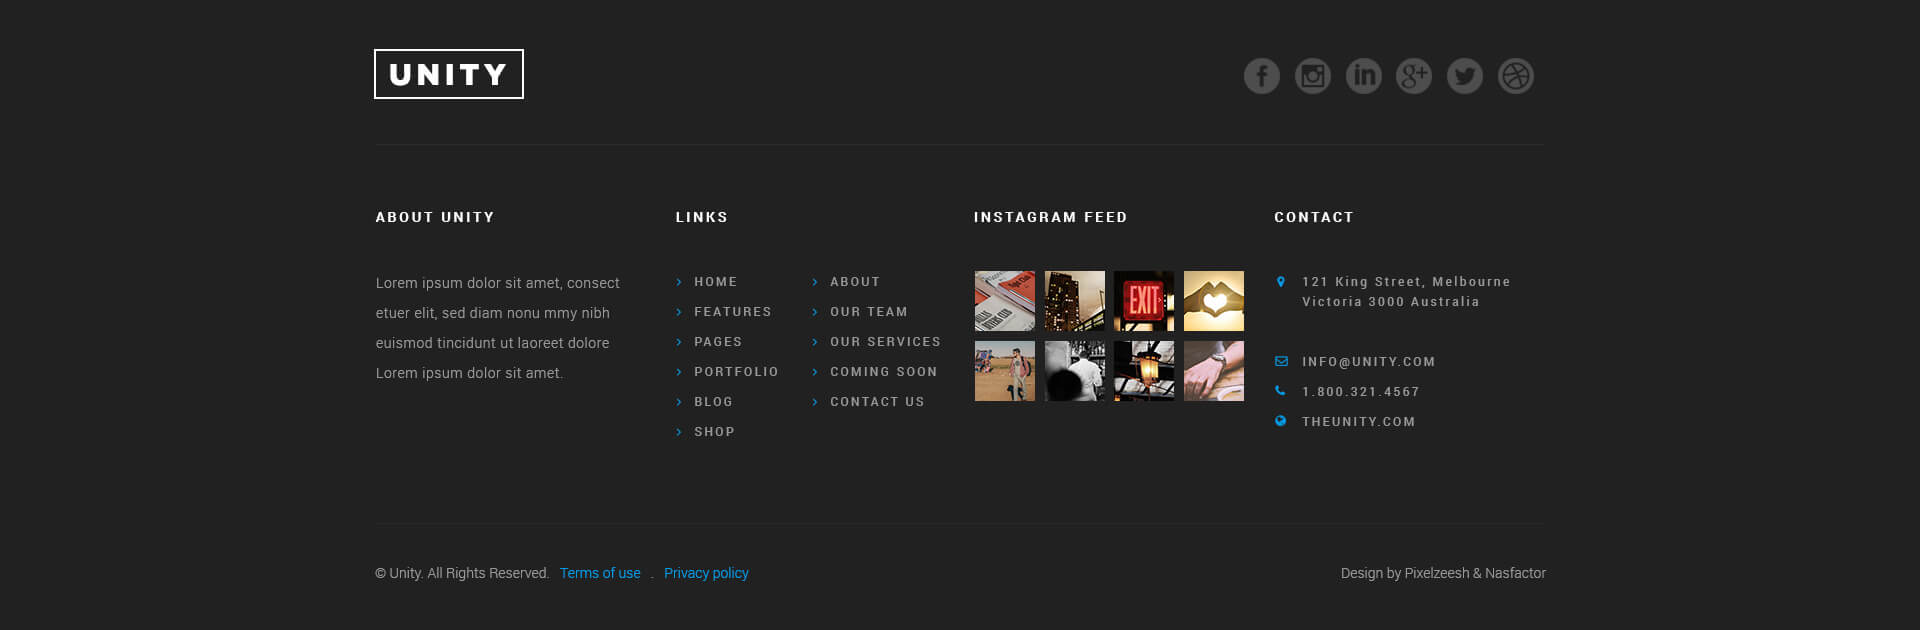 UNITY
ABOUT UNITY
Lorem ipsum dolor sit amet, consect
etuer elit, sed diam nonu mmy nibh
euismod tincidunt ut laoreet dolore
Lorem ipsum dolor sit amet.
LINKS
HOME
FEATURES
PAGES
PORTFOLIO
BLOG
SHOP
ABOUT
OUR TEAM
OUR SERVICES
COMING SOON
CONTACT US
INSTAGRAM FEED
EXIT
CONTACT
121 King Street, Melbourne
Victoria 3000 Australia
INFO@UNITY.COM
1.800.321.4567
THEUNITY.COM
© Unity. All Rights Reserved. Terms of use . Privacy policy
Design by Pixelzeesh & Nasfactor